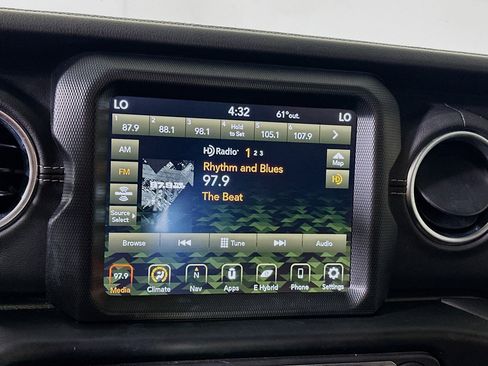 LO 4:32 61°out. LO
1 2 3 4 5 6
87.9 88.1 98.1 Hold to Set 105.1 107.9
AM
HD Radio 1 2 3
Map
FM
Rhythm and Blues
97.9
HD
The Beat
Source Select
Browse Tune Audio
97.9
Media Climate Nav Apps E Hybrid Phone Settings